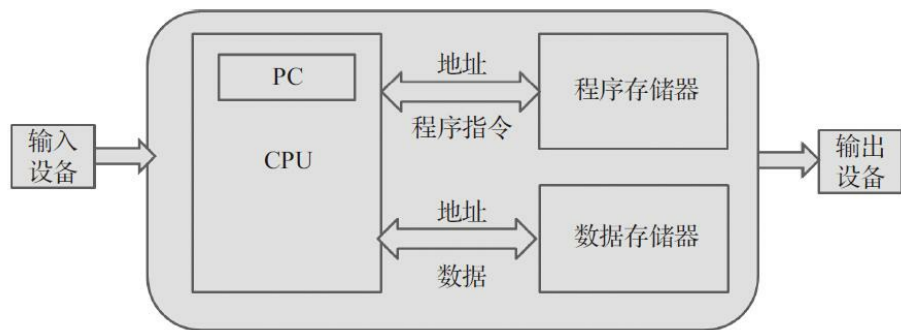 输入
设备
PC
CPU
地址
程序指令
程序存储器
地址
数据
数据存储器
输出
设备